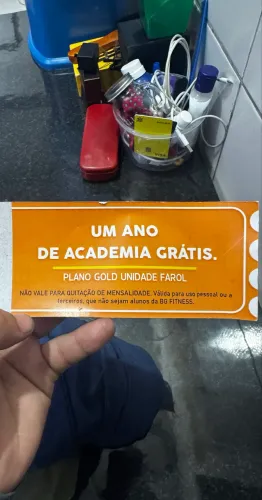 UM ANO
DE ACADEMIA GRÁTIS.
PLANO GOLD UNIDADE FAROL
NÃO VALE PARA QUITAÇÃO DE MENSALIDADE. Válida para uso pessoal ou a
terceiros, que não sejam alunos da BG FITNESS.